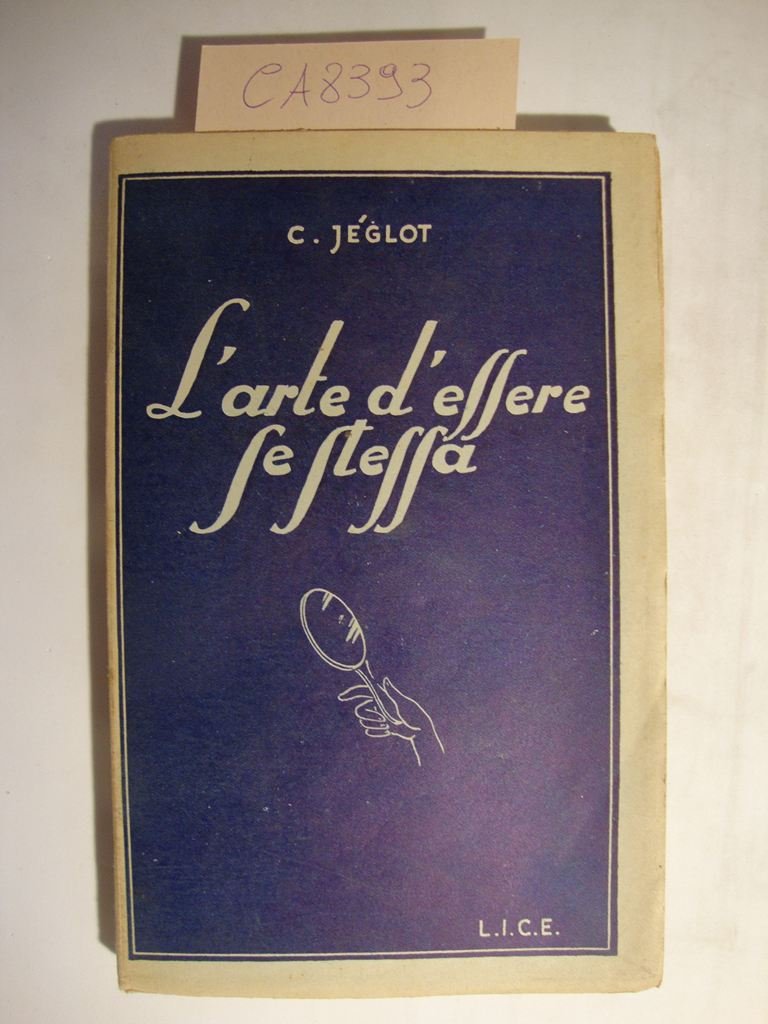 CA8393
C. JÉGLOT
L'arte d'essere
se stessa
L.I.C.E.